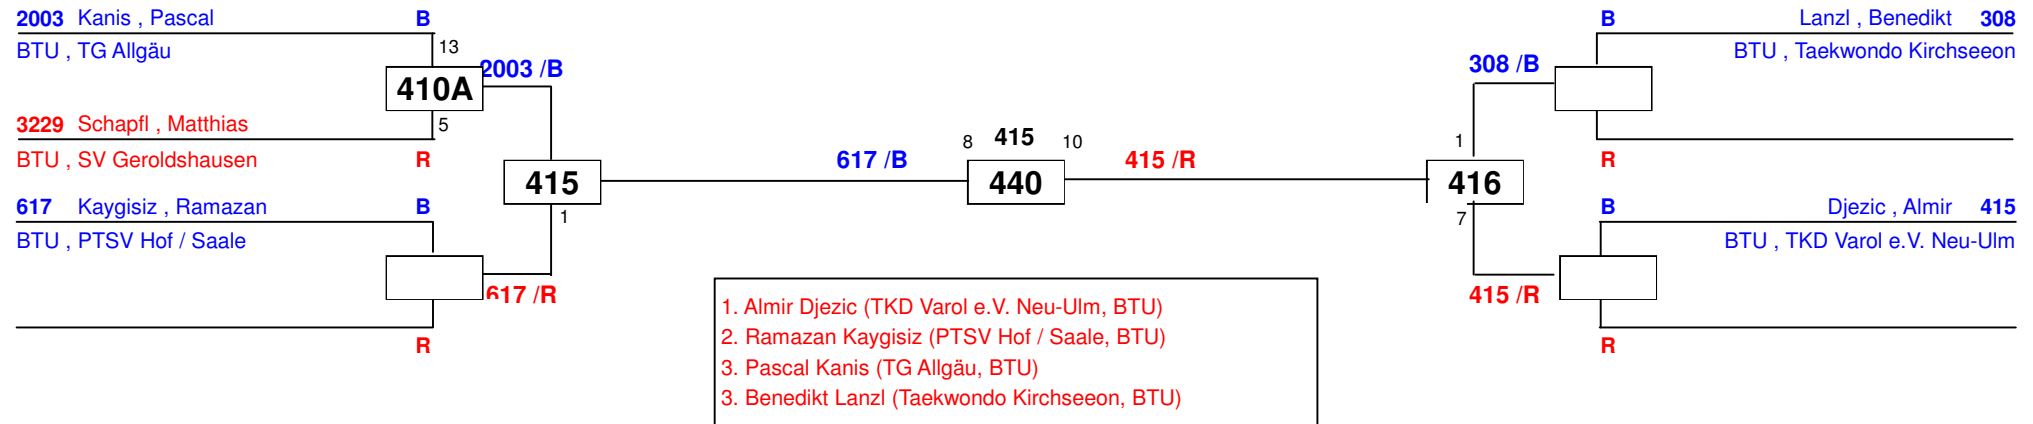 2003 Kanis , Pascal B
BTU , TG Allgäu
13
410A
2003 /B
5
3229 Schapfl , Matthias
BTU , SV Geroldshausen R
415
1
617 Kaygisiz , Ramazan B
BTU , PTSV Hof / Saale
617 /R
R
617 /B
8 415 10
440
415 /R
B Lanzl , Benedikt 308
BTU , Taekwondo Kirchseeon
308 /B
R
1
416
7
B Djezic , Almir 415
BTU , TKD Varol e.V. Neu-Ulm
415 /R
R
1. Almir Djezic (TKD Varol e.V. Neu-Ulm, BTU)
2. Ramazan Kaygisiz (PTSV Hof / Saale, BTU)
3. Pascal Kanis (TG Allgäu, BTU)
3. Benedikt Lanzl (Taekwondo Kirchseeon, BTU)